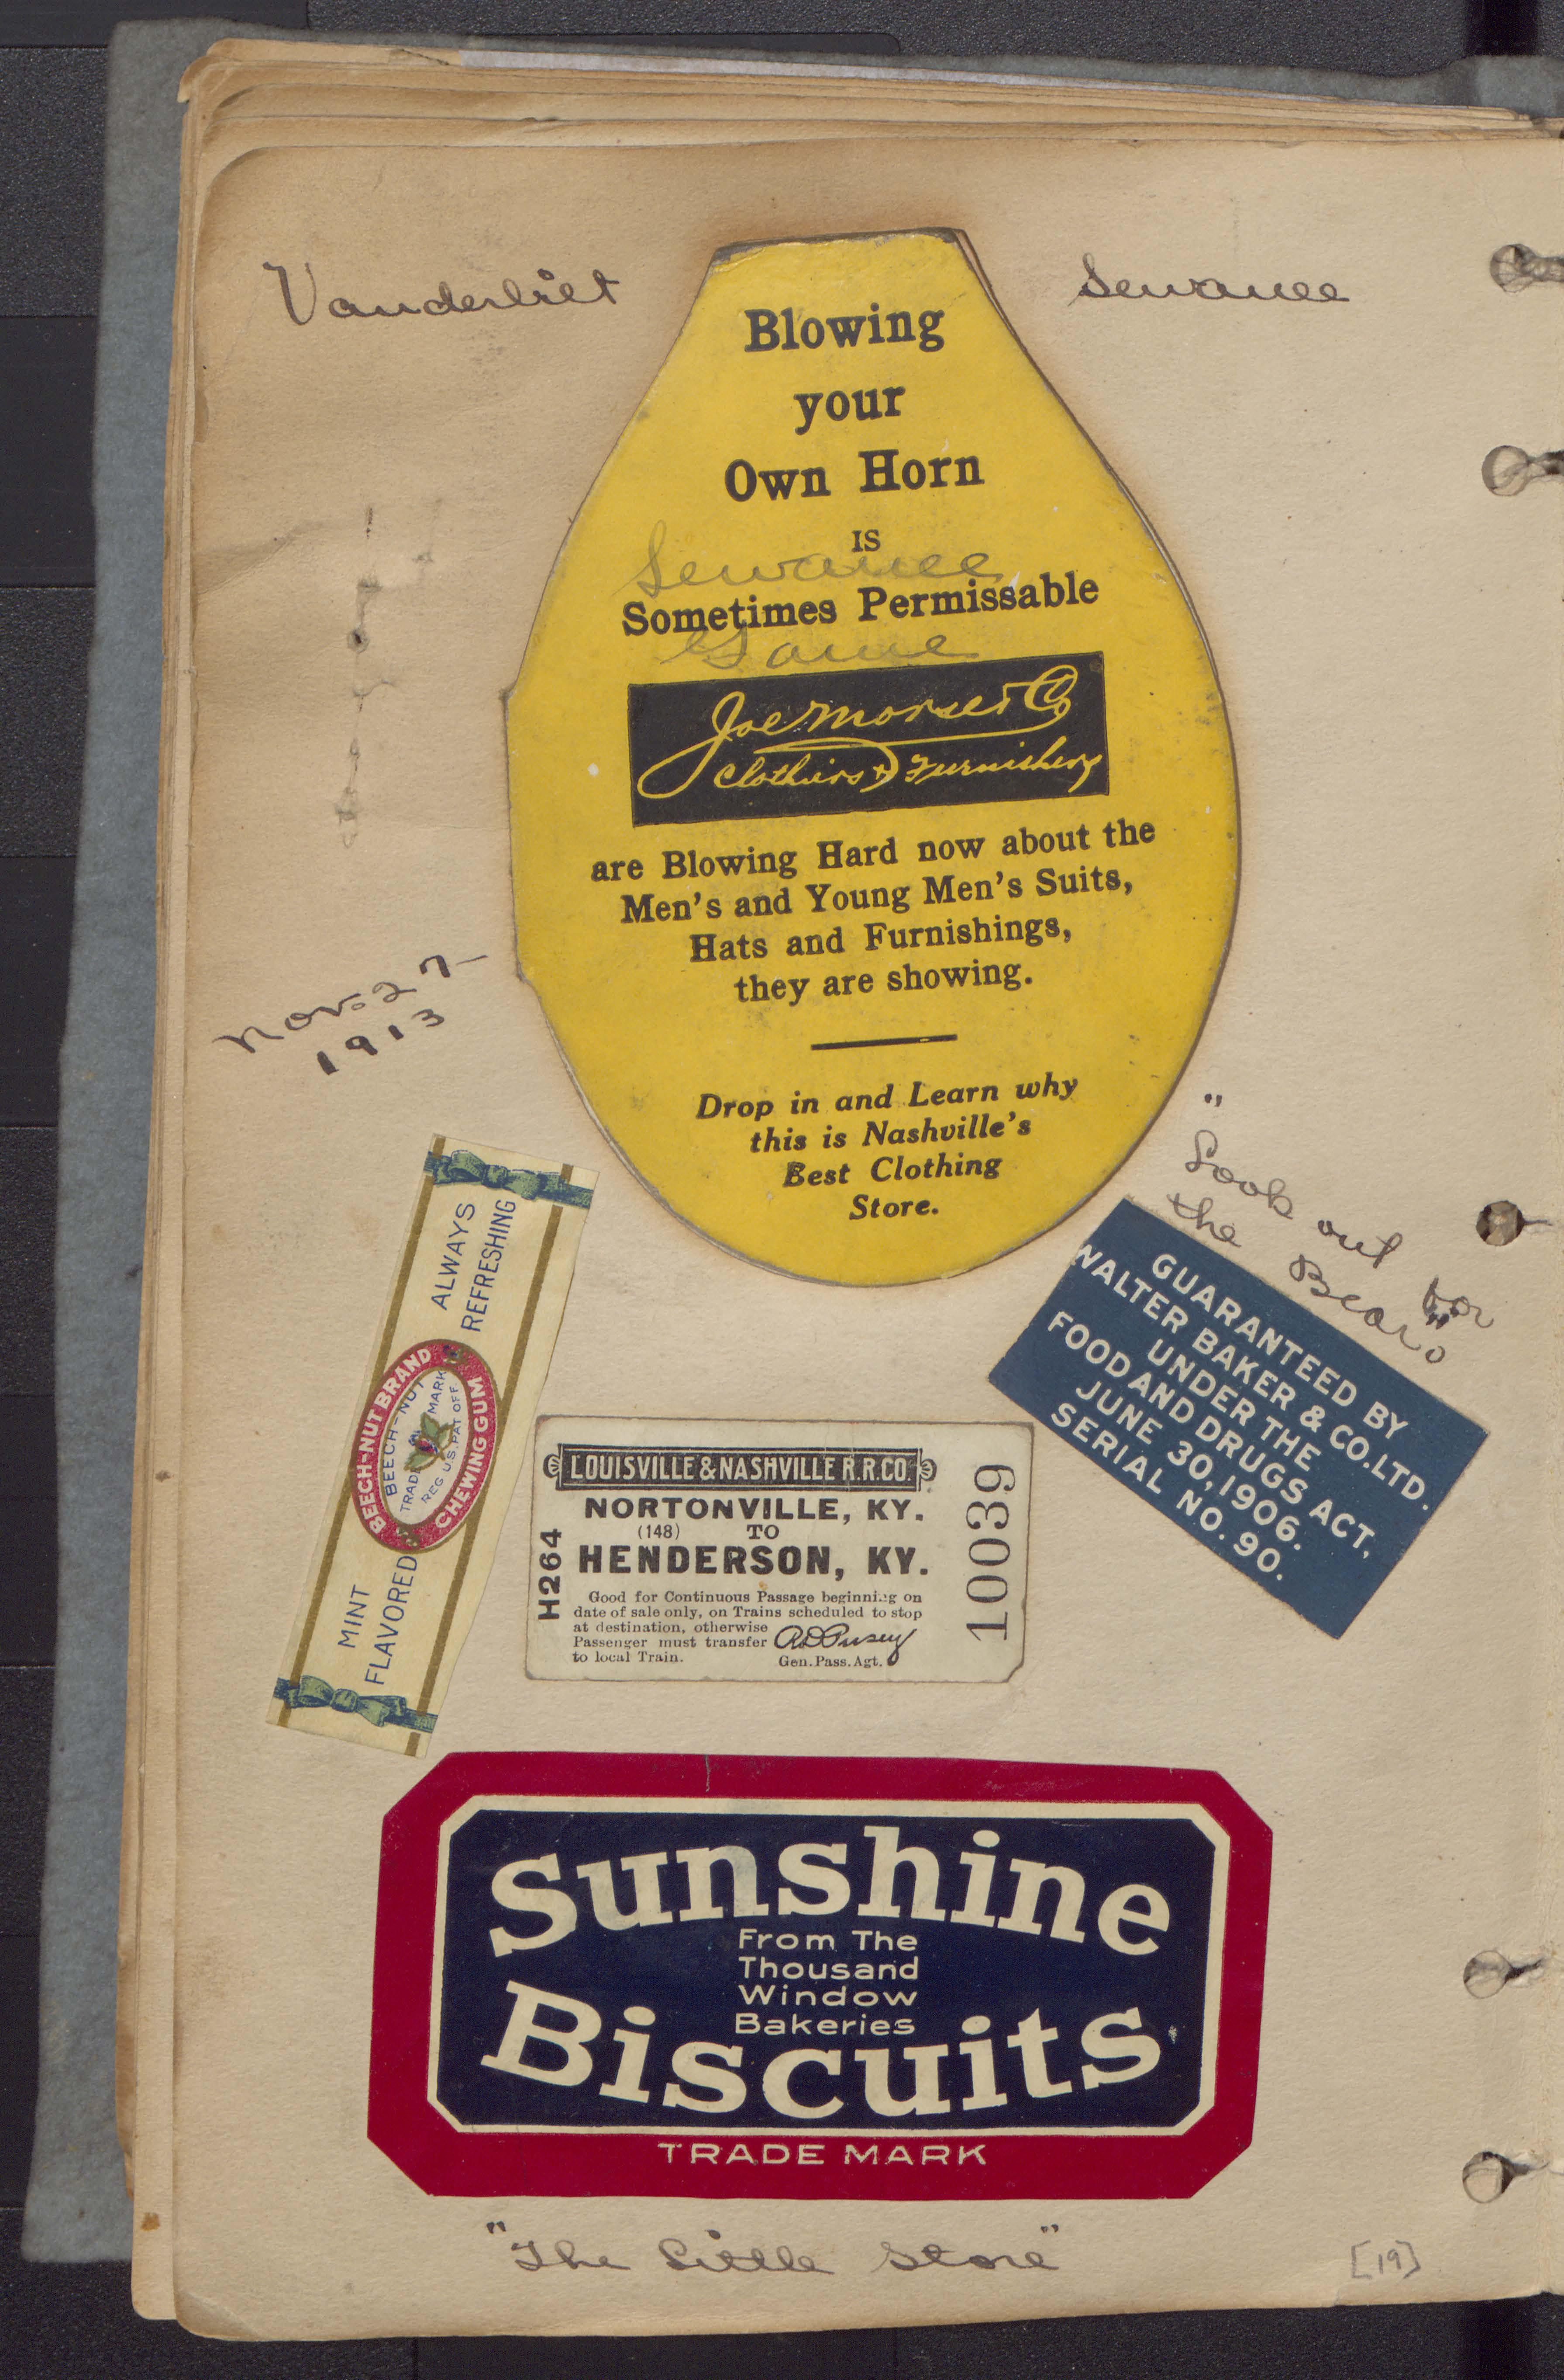 Vanderbilt
Sewanee
Blowing
your
Own Horn
IS
Sewanee
Sometimes Permissable
Game
Joe Morse & Co
Clothiers & Furnishers
are Blowing Hard now about the
Men's and Young Men's Suits,
Hats and Furnishings,
they are showing.
Drop in and Learn why
this is Nashville's
Best Clothing
Store.
Nov. 27-
1913
"Look out for
the Bear."
ALWAYS
REFRESHING
BEECH-NUT BRAND
BEECH-NUT
TRADE MARK
REG. U.S. PAT. OFF.
CHEWING GUM
MINT
FLAVORED
GUARANTEED BY
WALTER BAKER & CO. LTD.
UNDER THE
FOOD AND DRUGS ACT,
JUNE 30, 1906.
SERIAL NO. 90.
LOUISVILLE & NASHVILLE R.R.CO.
NORTONVILLE, KY.
(148) TO
HENDERSON, KY.
Good for Continuous Passage beginning on
date of sale only, on Trains scheduled to stop
at destination, otherwise
Passenger must transfer
to local Train.
Gen. Pass. Agt.
H264
10039
Sunshine
From The
Thousand
Window
Bakeries
Biscuits
TRADE MARK
"The Little Store"
[19]